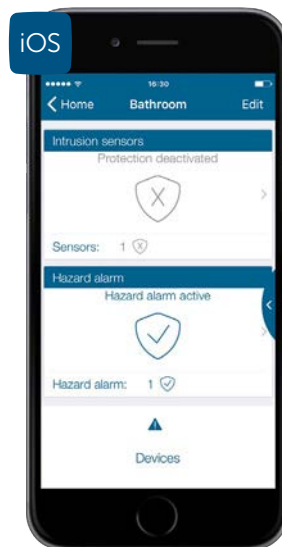 iOS
16:30
Home Bathroom Edit
Intrusion sensors
Protection deactivated
Sensors: 1
Hazard alarm
Hazard alarm active
Hazard alarm: 1
Devices